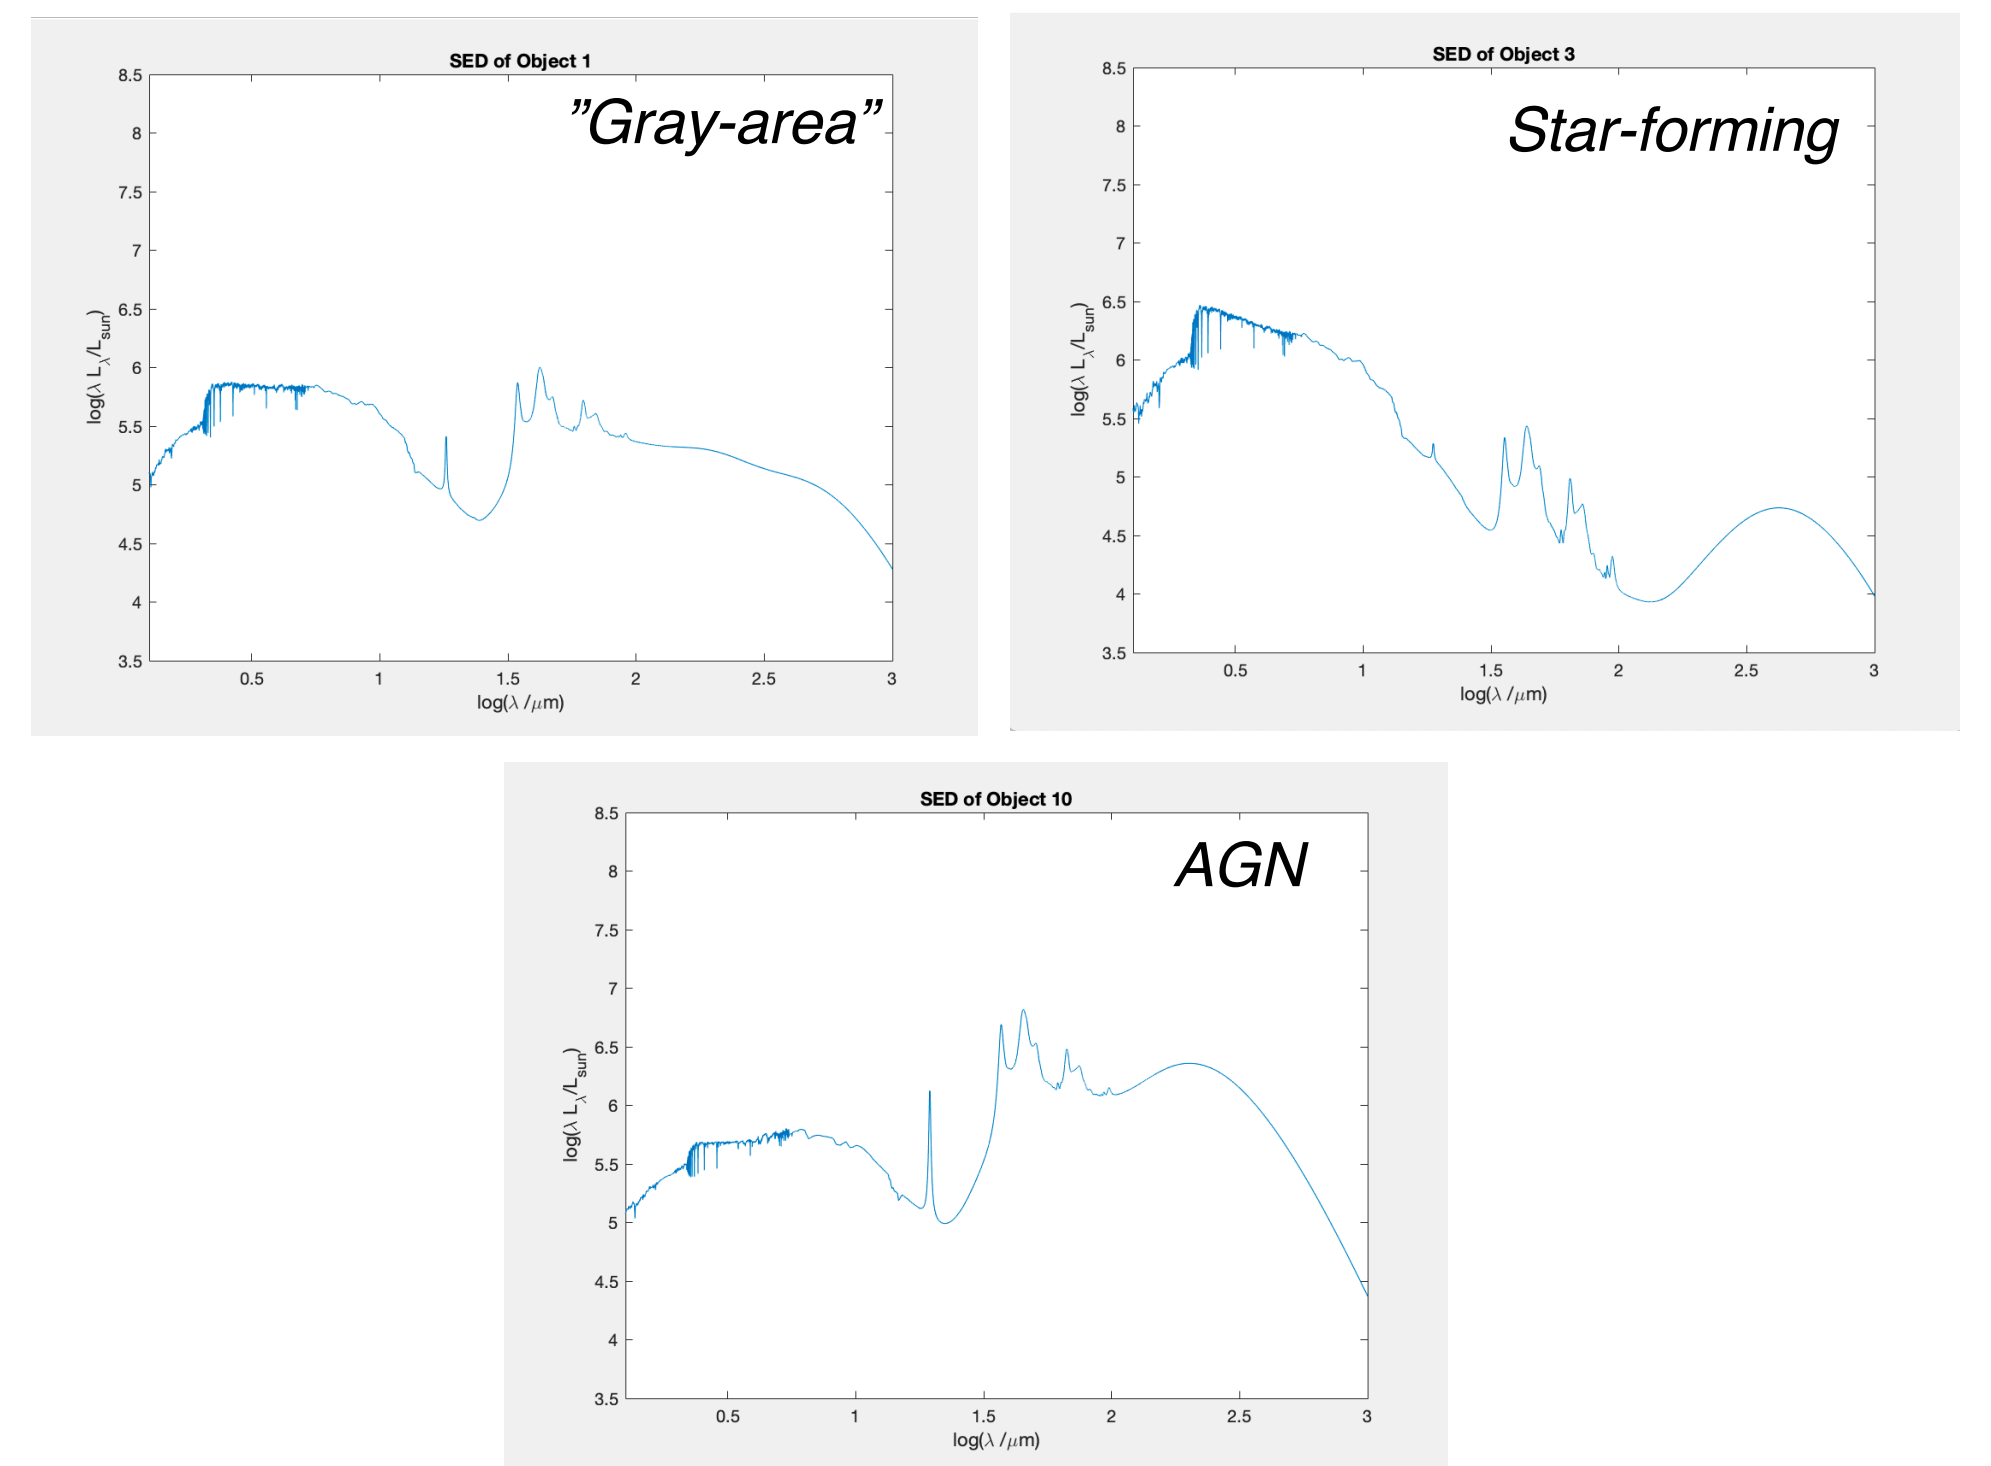 SED of Object 1
"Gray-area"
8.5
8
7.5
7
6.5
6
5.5
5
4.5
4
3.5
log(λ L_λ/L_sun)
0.5 1 1.5 2 2.5 3
log(λ /μm)
SED of Object 3
Star-forming
8.5
8
7.5
7
6.5
6
5.5
5
4.5
4
3.5
log(λ L_λ/L_sun)
0.5 1 1.5 2 2.5 3
log(λ /μm)
SED of Object 10
AGN
8.5
8
7.5
7
6.5
6
5.5
5
4.5
4
3.5
log(λ L_λ/L_sun)
0.5 1 1.5 2 2.5 3
log(λ /μm)